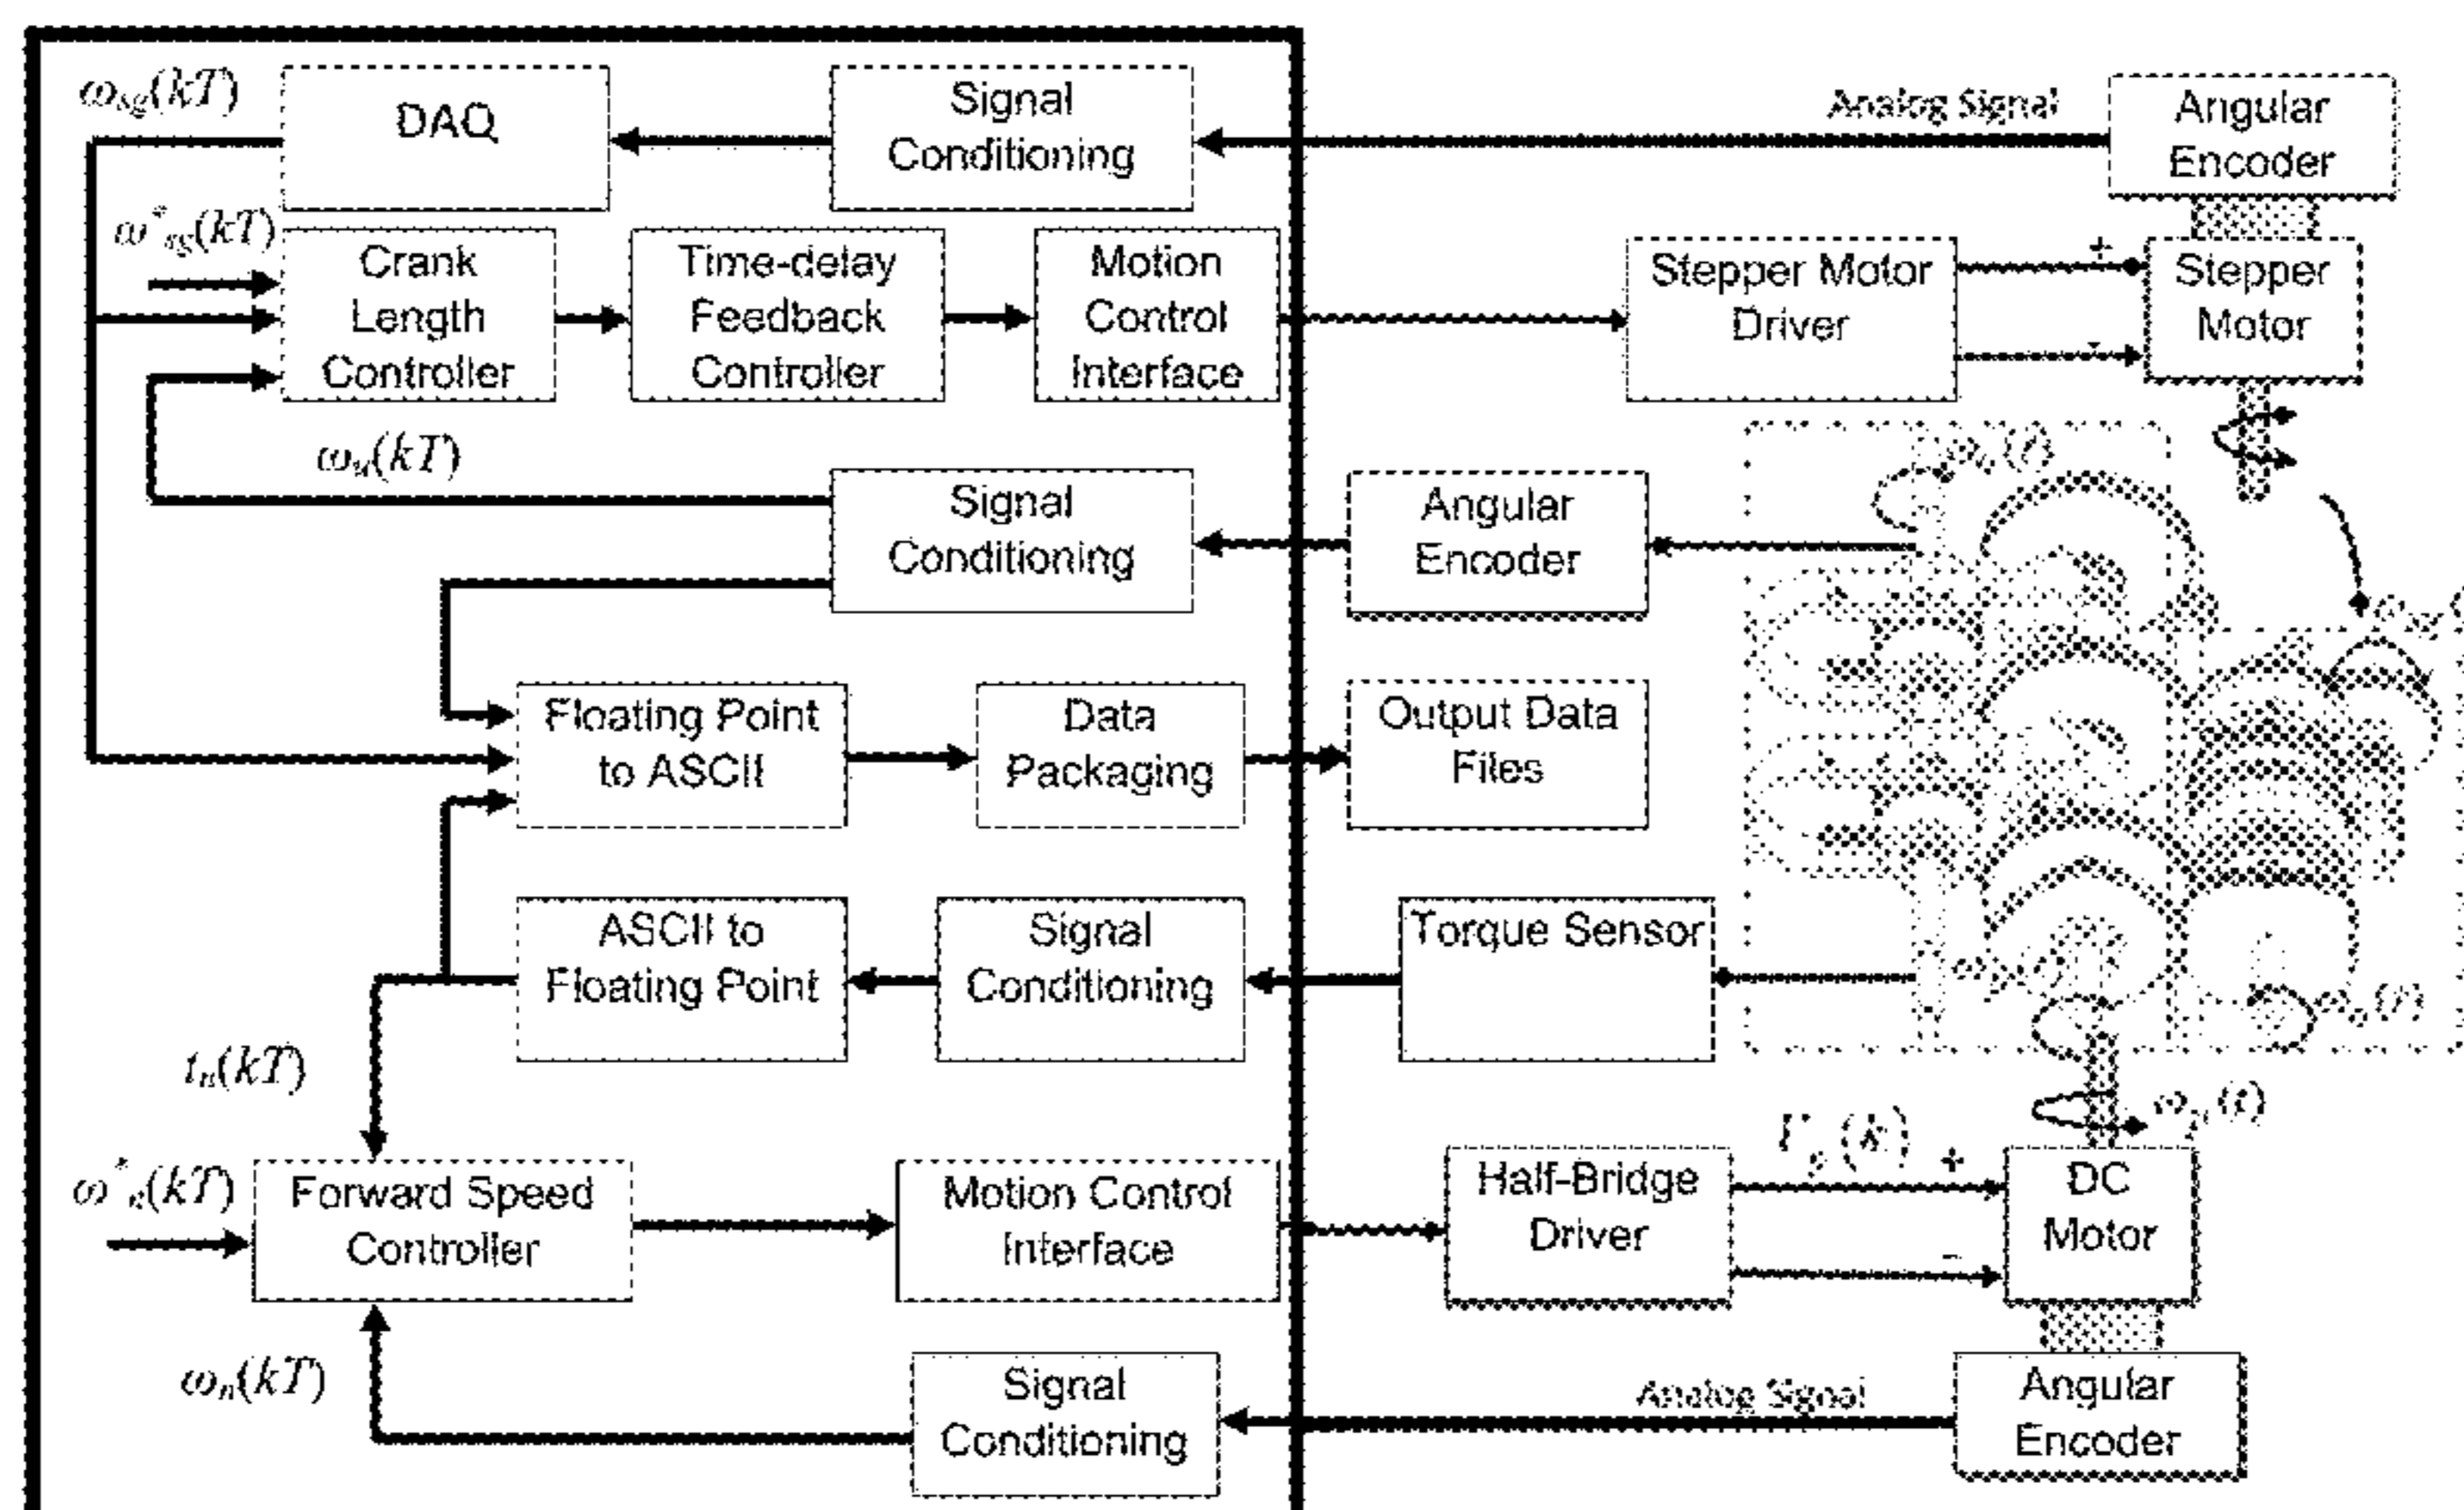 ωsg(kT)
DAQ
Signal
Conditioning
Analog Signal
Angular
Encoder
ω*sg(kT)
Crank
Length
Controller
Time-delay
Feedback
Controller
Motion
Control
Interface
Stepper Motor
Driver
+
-
Stepper
Motor
(kT)
Signal
Conditioning
Angular
Encoder
Floating Point
to ASCII
Data
Packaging
Output Data
Files
ASCII to
Floating Point
Signal
Conditioning
Torque Sensor
tn(kT)
Forward Speed
Controller
Motion Control
Interface
Half-Bridge
Driver
+
-
DC
Motor
ωn(kT)
Signal
Conditioning
Analog Signal
Angular
Encoder